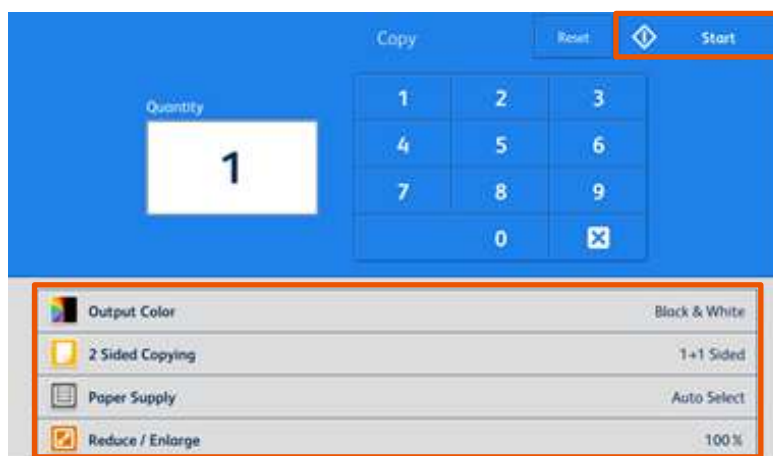 Copy Reset Start
Quantity
1
1 2 3
4 5 6
7 8 9
0
Output Color Black & White
2 Sided Copying 1+1 Sided
Paper Supply Auto Select
Reduce / Enlarge 100%